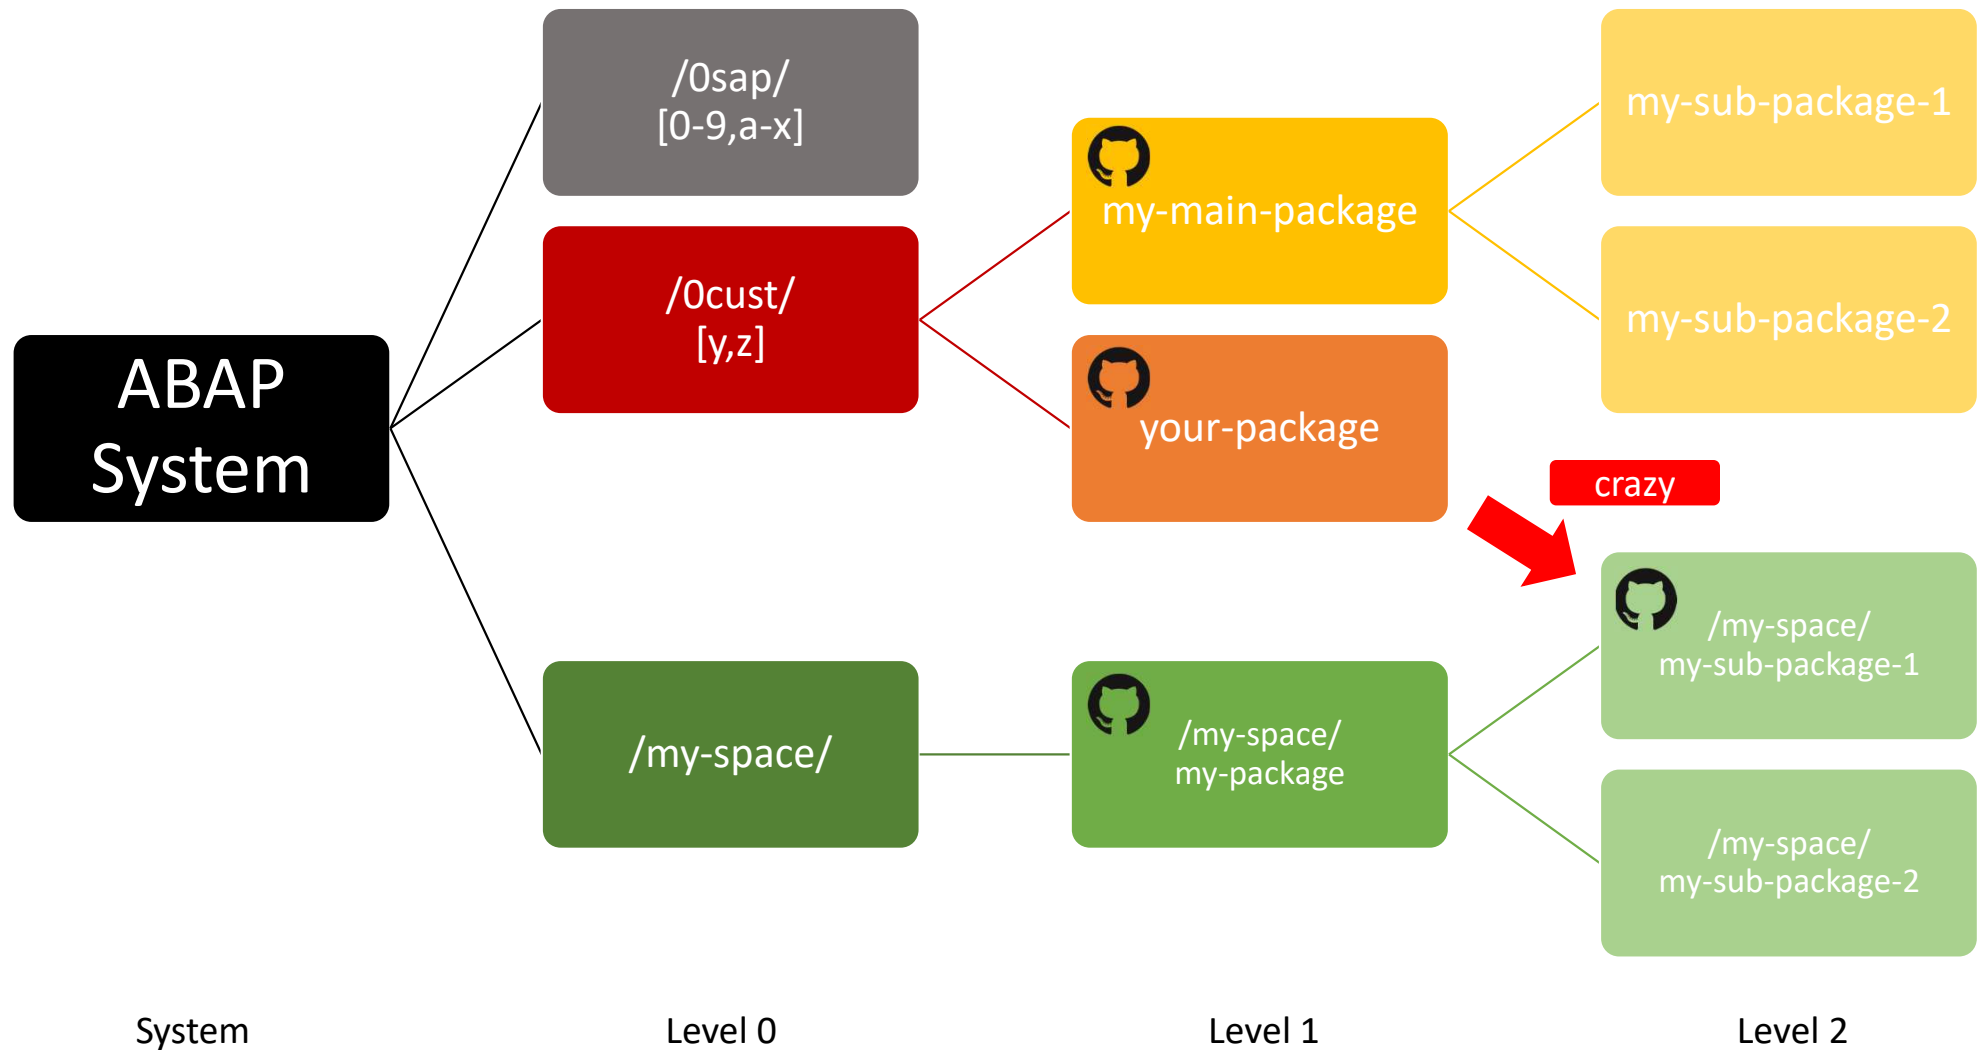 ABAP
System
/0sap/
[0-9,a-x]
/0cust/
[y,z]
/my-space/
my-main-package
your-package
/my-space/
my-package
my-sub-package-1
my-sub-package-2
crazy
/my-space/
my-sub-package-1
/my-space/
my-sub-package-2
System
Level 0
Level 1
Level 2